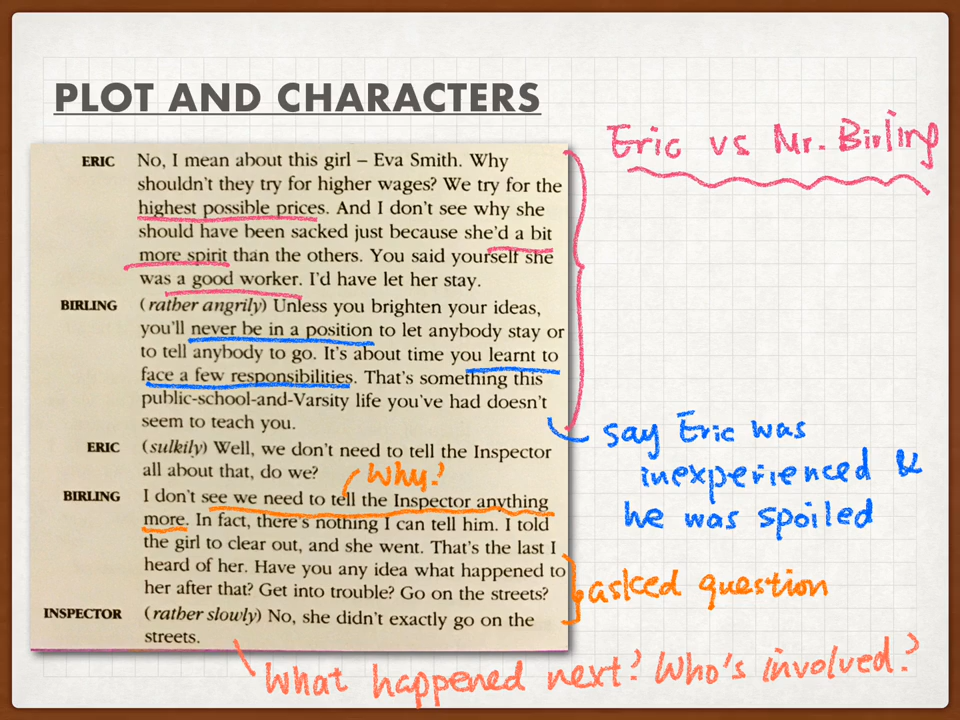 PLOT AND CHARACTERS
Eric vs Mr. Birling
ERIC No, I mean about this girl – Eva Smith. Why
shouldn't they try for higher wages? We try for the
highest possible prices. And I don't see why she
should have been sacked just because she'd a bit
more spirit than the others. You said yourself she
was a good worker. I'd have let her stay.
BIRLING (rather angrily) Unless you brighten your ideas,
you'll never be in a position to let anybody stay or
to tell anybody to go. It's about time you learnt to
face a few responsibilities. That's something this
public-school-and-Varsity life you've had doesn't
seem to teach you.
say Eric was
inexperienced &
he was spoiled
ERIC (sulkily) Well, we don't need to tell the Inspector
all about that, do we?
Why?
BIRLING I don't see we need to tell the Inspector anything
more. In fact, there's nothing I can tell him. I told
the girl to clear out, and she went. That's the last I
heard of her. Have you any idea what happened to
her after that? Get into trouble? Go on the streets?
asked question
INSPECTOR (rather slowly) No, she didn't exactly go on the
streets.
What happened next? Who's involved?